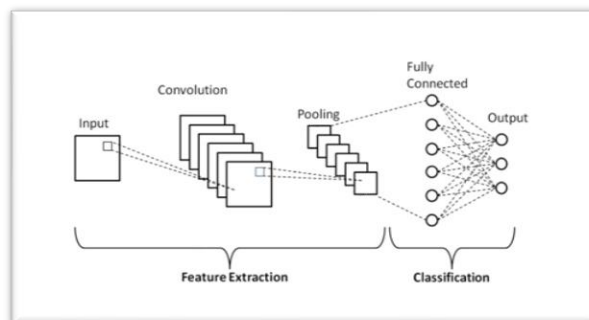 Fully
Connected
Convolution
Pooling
Input
Output
Feature Extraction
Classification